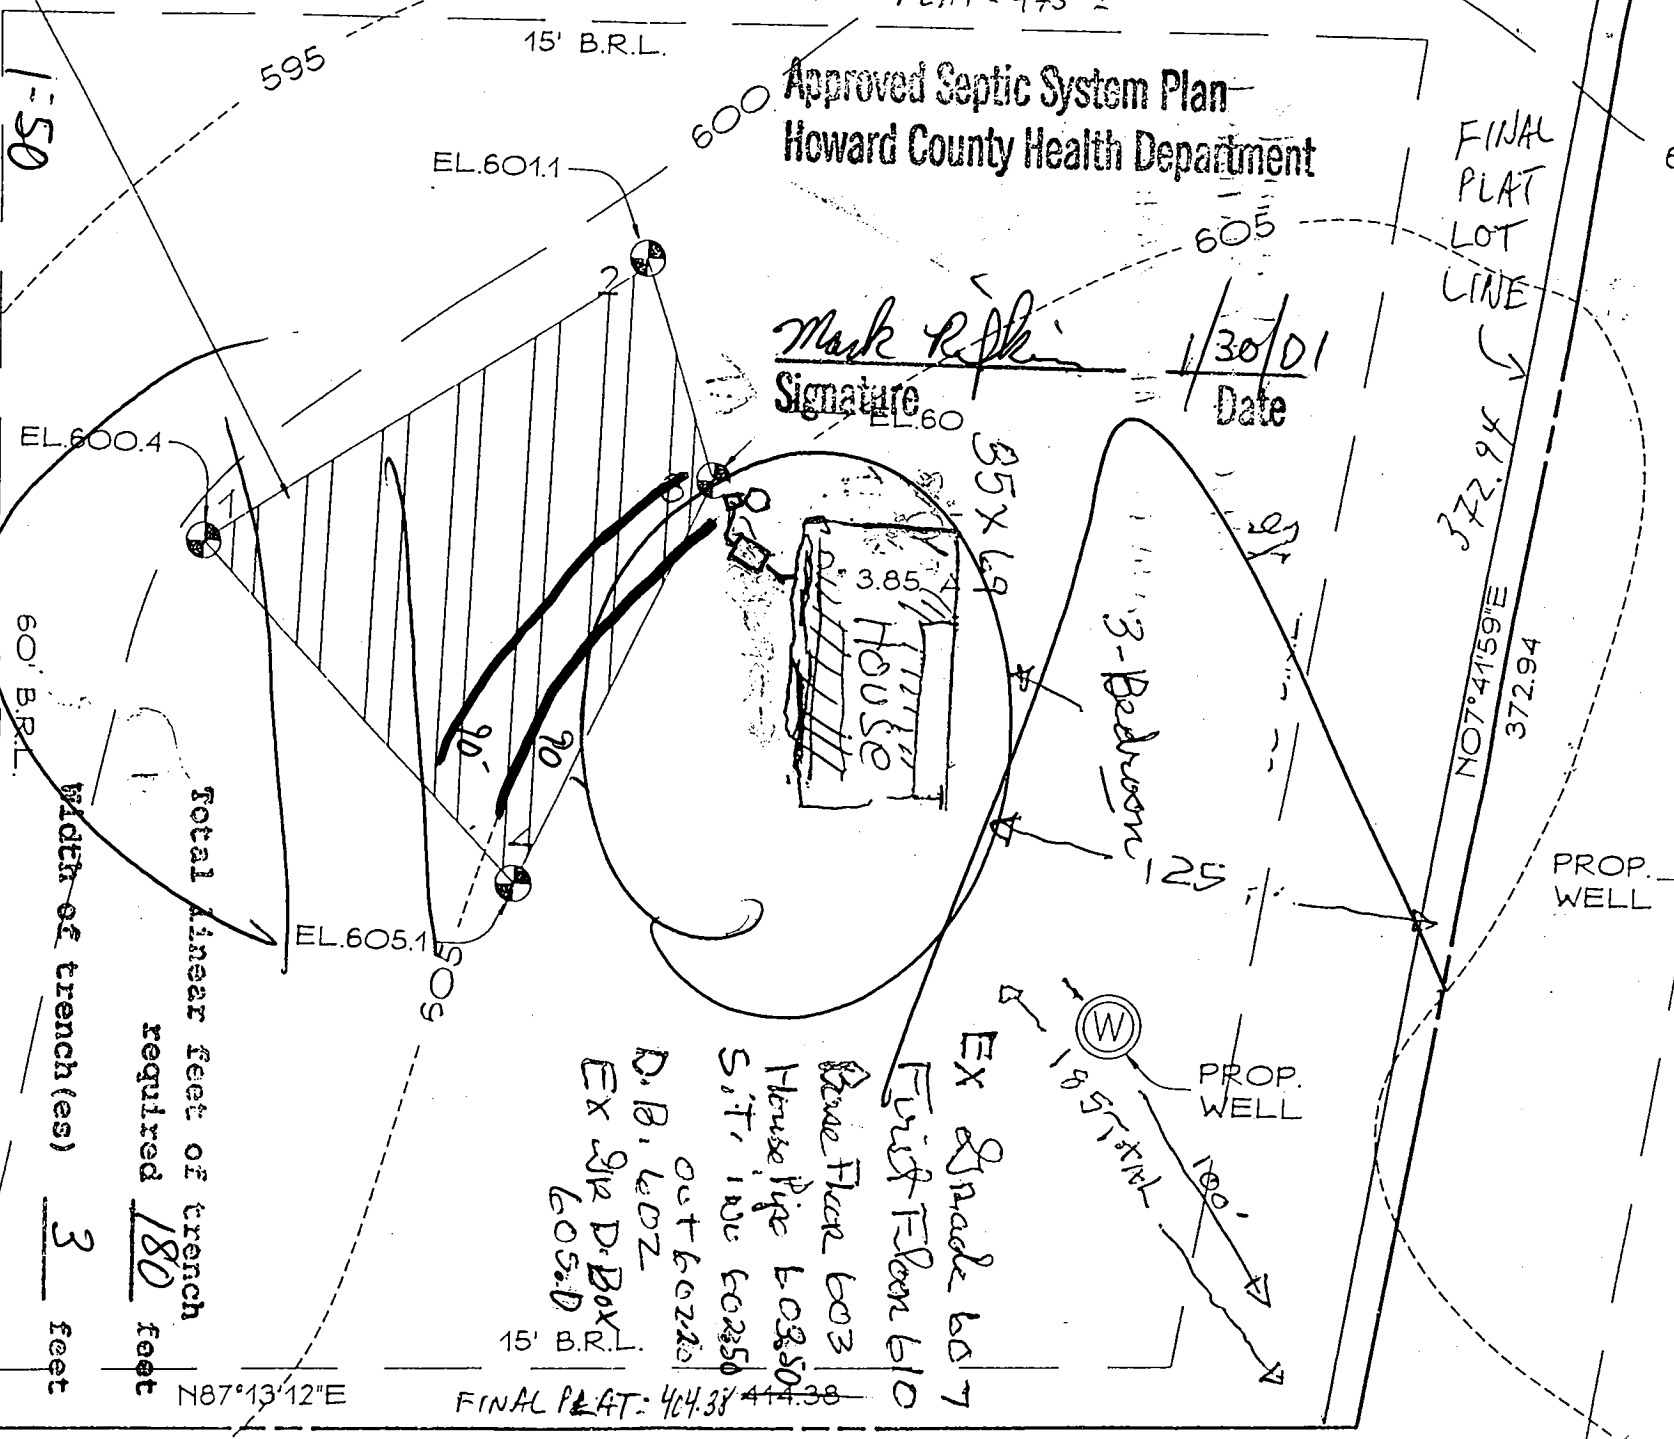 15' B.R.L.
595
600
1"=50
Approved Septic System Plan
Howard County Health Department
EL.601.1
605
FINAL
PLAT
LOT
LINE
2
Mark Rifkin
1/30/01
Signature
Date
EL.60
EL.600.4
35 X 69
372.94
N07°41'59"E
372.94
3.85
HOUSE
3-Bedroom
60' B.R.L.
90'
90'
125
PROP.
WELL
EL.605.1
605
W
PROP.
WELL
100'
Total linear feet of trench
required 180 feet
Width of trench(es) 3 feet
Ex Grade 607
First Floor 610
Base Floor 603
House Pipe 603.50
S.T. INV 602.50
out 602.20
D.B. 602
Ex GR D-Box
605.0
15' B.R.L.
N87°13'12"E
FINAL PLAT: 414.38
414.38